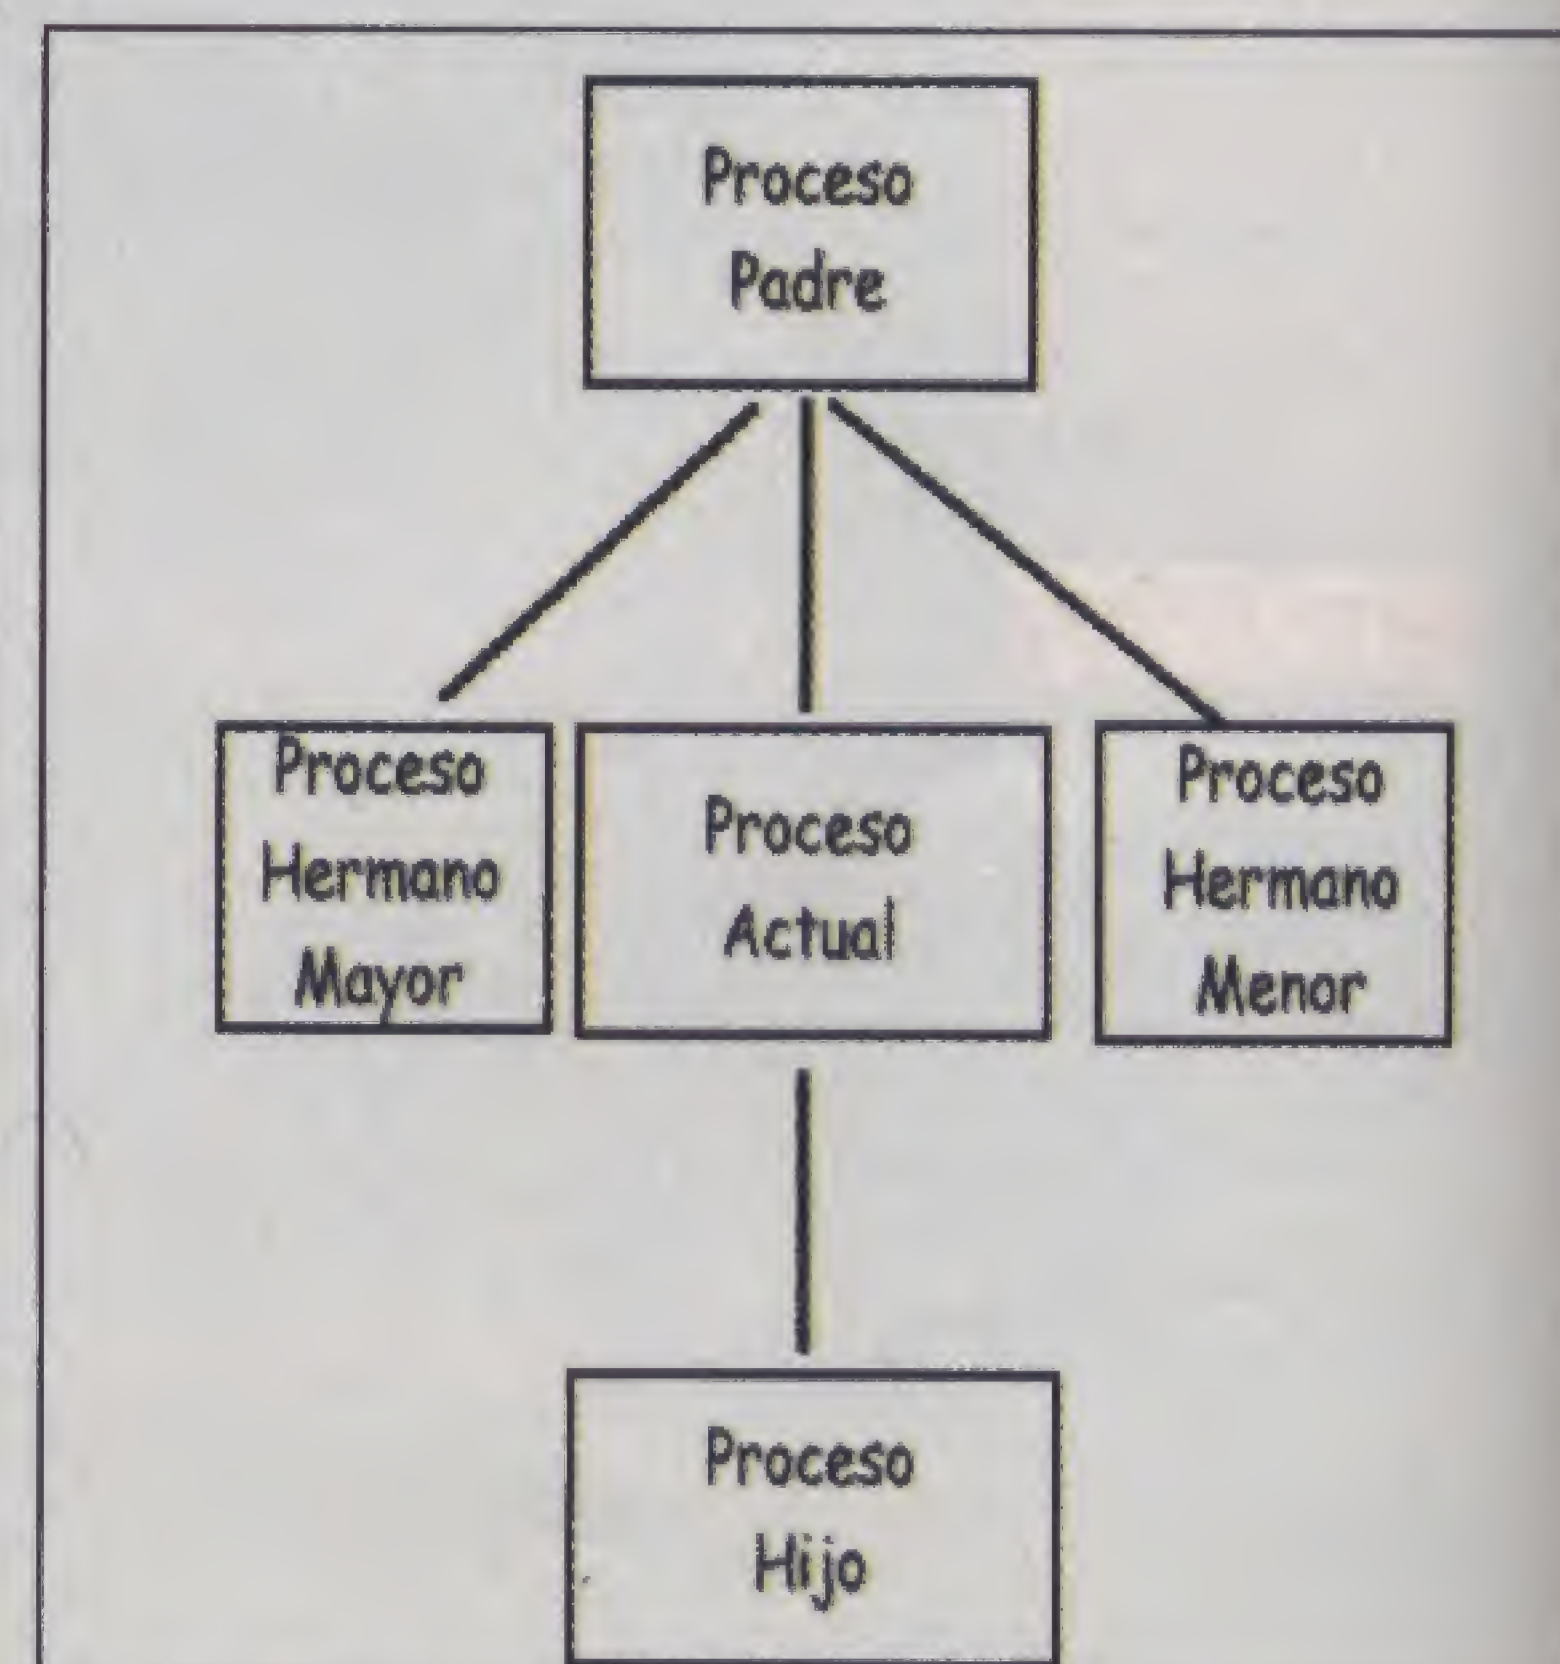 Proceso
Padre
Proceso
Hermano
Mayor
Proceso
Actual
Proceso
Hermano
Menor
Proceso
Hijo